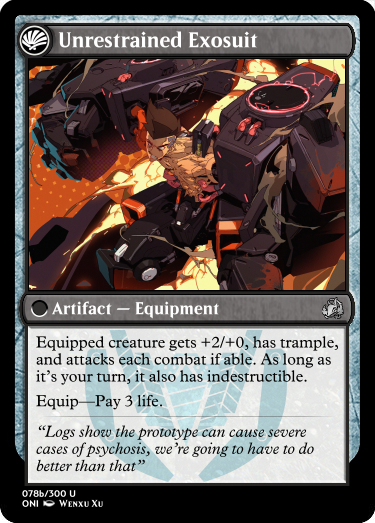 Unrestrained Exosuit
Artifact — Equipment
Equipped creature gets +2/+0, has trample,
and attacks each combat if able. As long as
it's your turn, it also has indestructible.
Equip—Pay 3 life.
“Logs show the prototype can cause severe
cases of psychosis, we're going to have to do
better than that”
078b/300 U
ONI Wenxu Xu